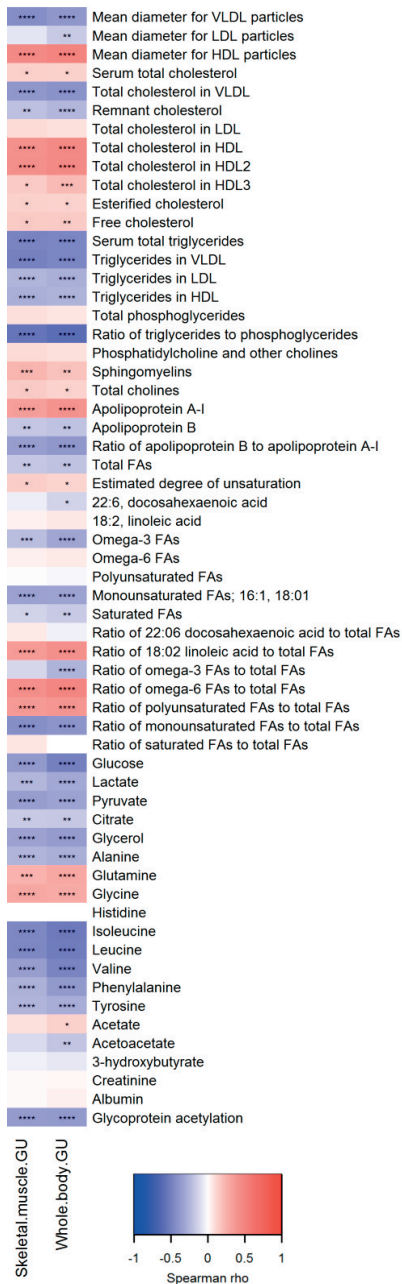 **** **** Mean diameter for VLDL particles
** Mean diameter for LDL particles
**** **** Mean diameter for HDL particles
* * Serum total cholesterol
**** **** Total cholesterol in VLDL
** **** Remnant cholesterol
Total cholesterol in LDL
**** **** Total cholesterol in HDL
**** **** Total cholesterol in HDL2
* *** Total cholesterol in HDL3
* * Esterified cholesterol
* ** Free cholesterol
**** **** Serum total triglycerides
**** **** Triglycerides in VLDL
**** **** Triglycerides in LDL
**** **** Triglycerides in HDL
Total phosphoglycerides
**** **** Ratio of triglycerides to phosphoglycerides
Phosphatidylcholine and other cholines
*** ** Sphingomyelins
* * Total cholines
**** **** Apolipoprotein A-I
** ** Apolipoprotein B
**** **** Ratio of apolipoprotein B to apolipoprotein A-I
** ** Total FAs
* * Estimated degree of unsaturation
* 22:6, docosahexaenoic acid
18:2, linoleic acid
*** **** Omega-3 FAs
Omega-6 FAs
Polyunsaturated FAs
**** **** Monounsaturated FAs; 16:1, 18:01
* ** Saturated FAs
Ratio of 22:06 docosahexaenoic acid to total FAs
**** **** Ratio of 18:02 linoleic acid to total FAs
**** Ratio of omega-3 FAs to total FAs
**** **** Ratio of omega-6 FAs to total FAs
**** **** Ratio of polyunsaturated FAs to total FAs
**** **** Ratio of monounsaturated FAs to total FAs
Ratio of saturated FAs to total FAs
**** **** Glucose
*** **** Lactate
**** **** Pyruvate
** ** Citrate
**** **** Glycerol
**** **** Alanine
*** **** Glutamine
**** **** Glycine
Histidine
**** **** Isoleucine
**** **** Leucine
**** **** Valine
**** **** Phenylalanine
**** **** Tyrosine
* Acetate
** Acetoacetate
3-hydroxybutyrate
Creatinine
Albumin
**** **** Glycoprotein acetylation
Skeletal.muscle.GU
Whole.body.GU
-1 -0.5 0 0.5 1
Spearman rho